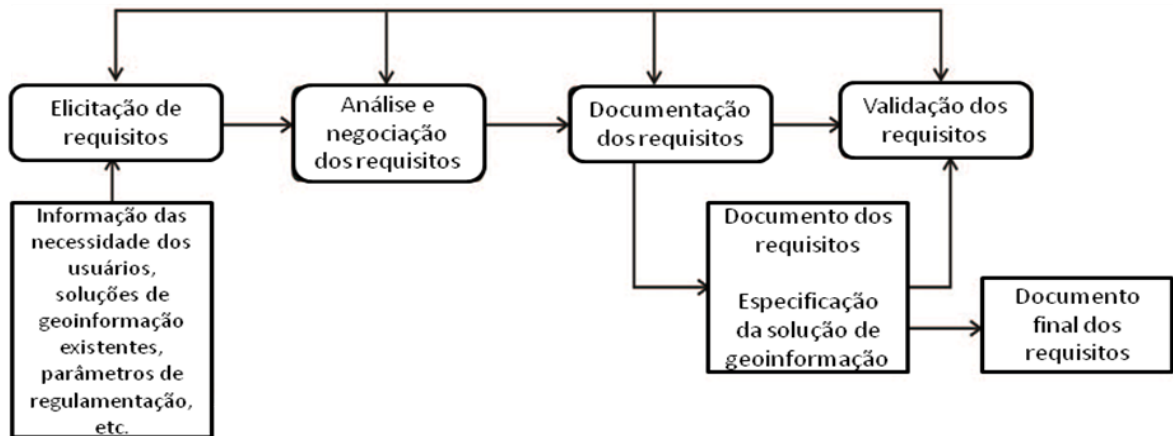 Elicitação de
requisitos
Análise e
negociação
dos requisitos
Documentação
dos requisitos
Validação dos
requisitos
Informação das
necessidade dos
usuários,
soluções de
geoinformação
existentes,
parâmetros de
regulamentação,
etc.
Documento dos
requisitos
Especificação
da solução de
geoinformação
Documento
final dos
requisitos